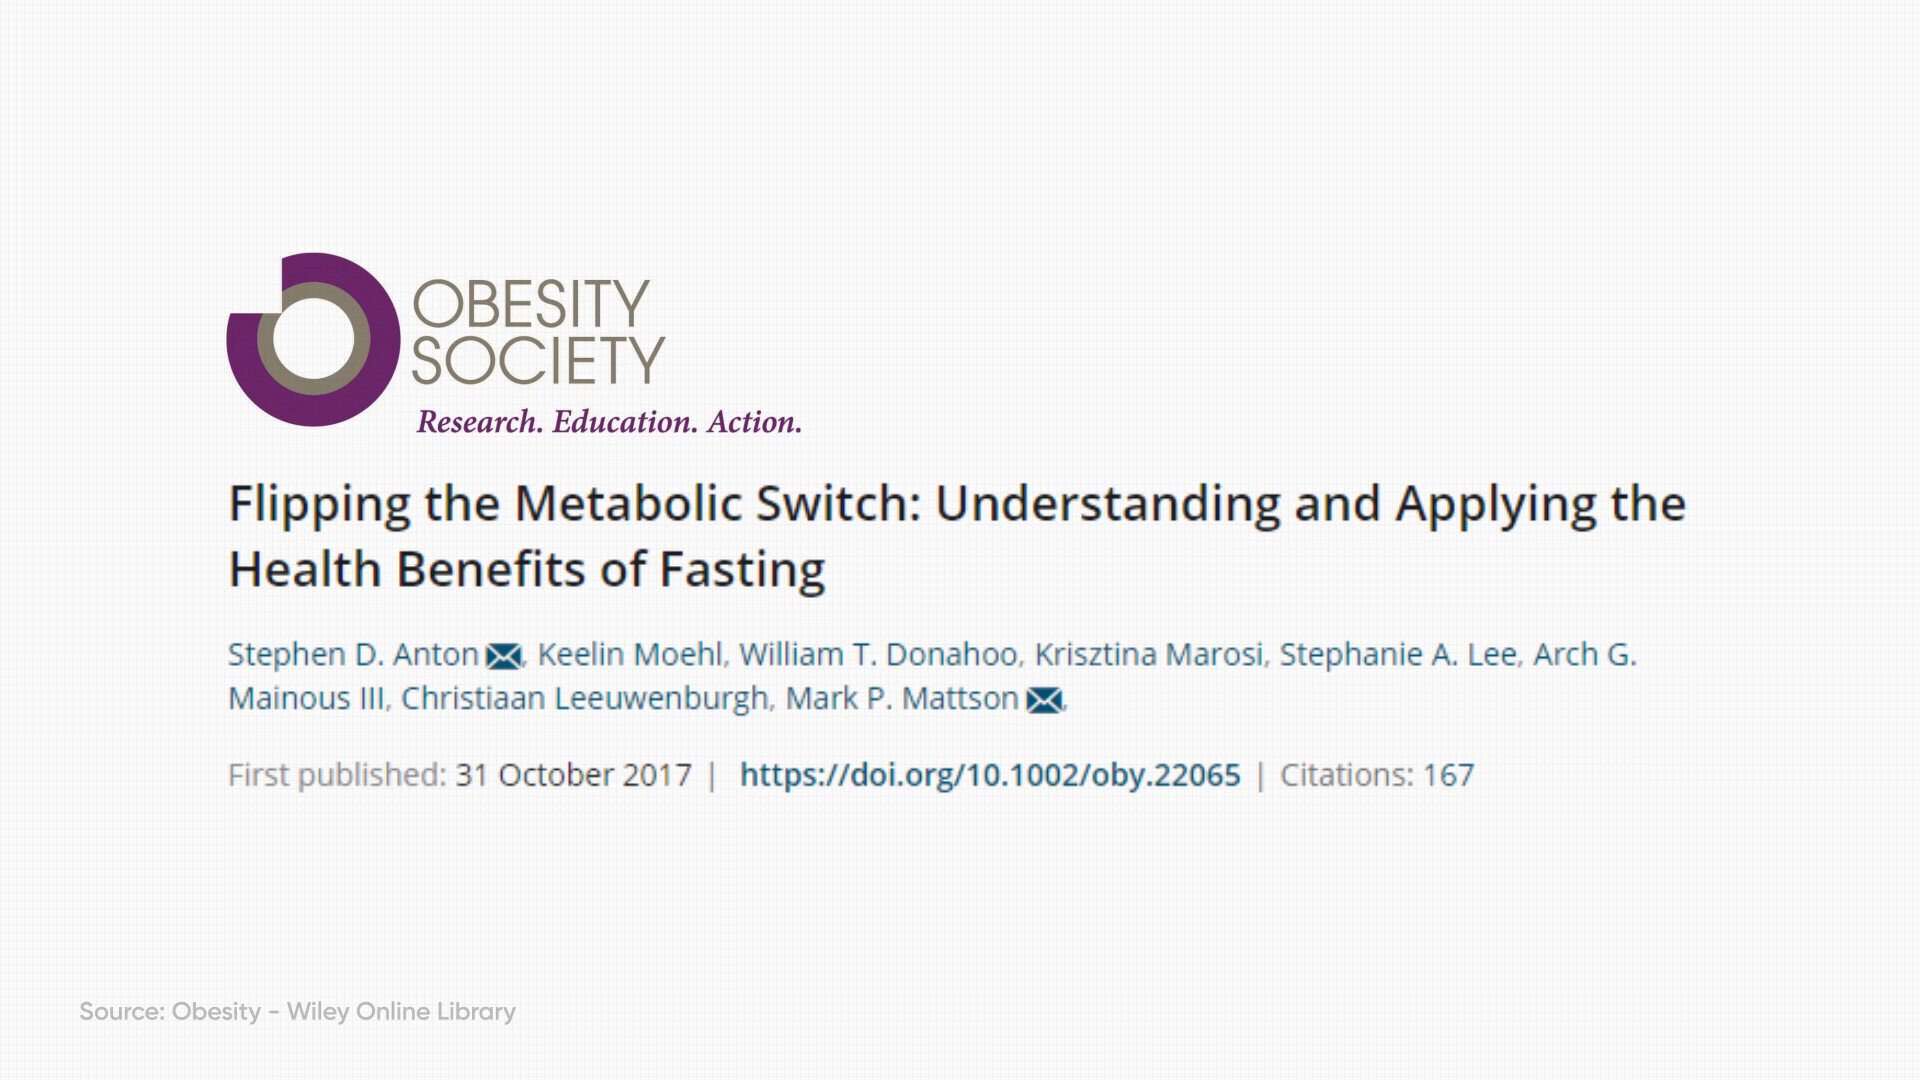 OBESITY
SOCIETY
Research. Education. Action.
Flipping the Metabolic Switch: Understanding and Applying the
Health Benefits of Fasting
Stephen D. Anton, Keelin Moehl, William T. Donahoo, Krisztina Marosi, Stephanie A. Lee, Arch G.
Mainous III, Christiaan Leeuwenburgh, Mark P. Mattson,
First published: 31 October 2017 | https://doi.org/10.1002/oby.22065 | Citations: 167
Source: Obesity - Wiley Online Library